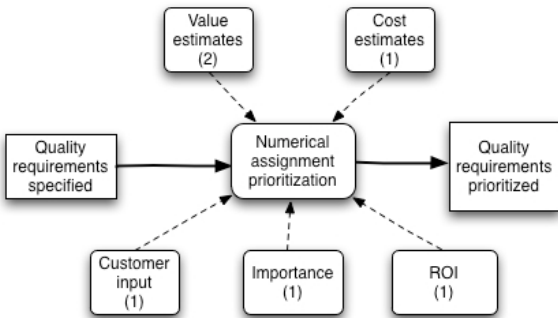 Value
estimates
(2)
Cost
estimates
(1)
Quality
requirements
specified
Numerical
assignment
prioritization
Quality
requirements
prioritized
Customer
input
(1)
Importance
(1)
ROI
(1)